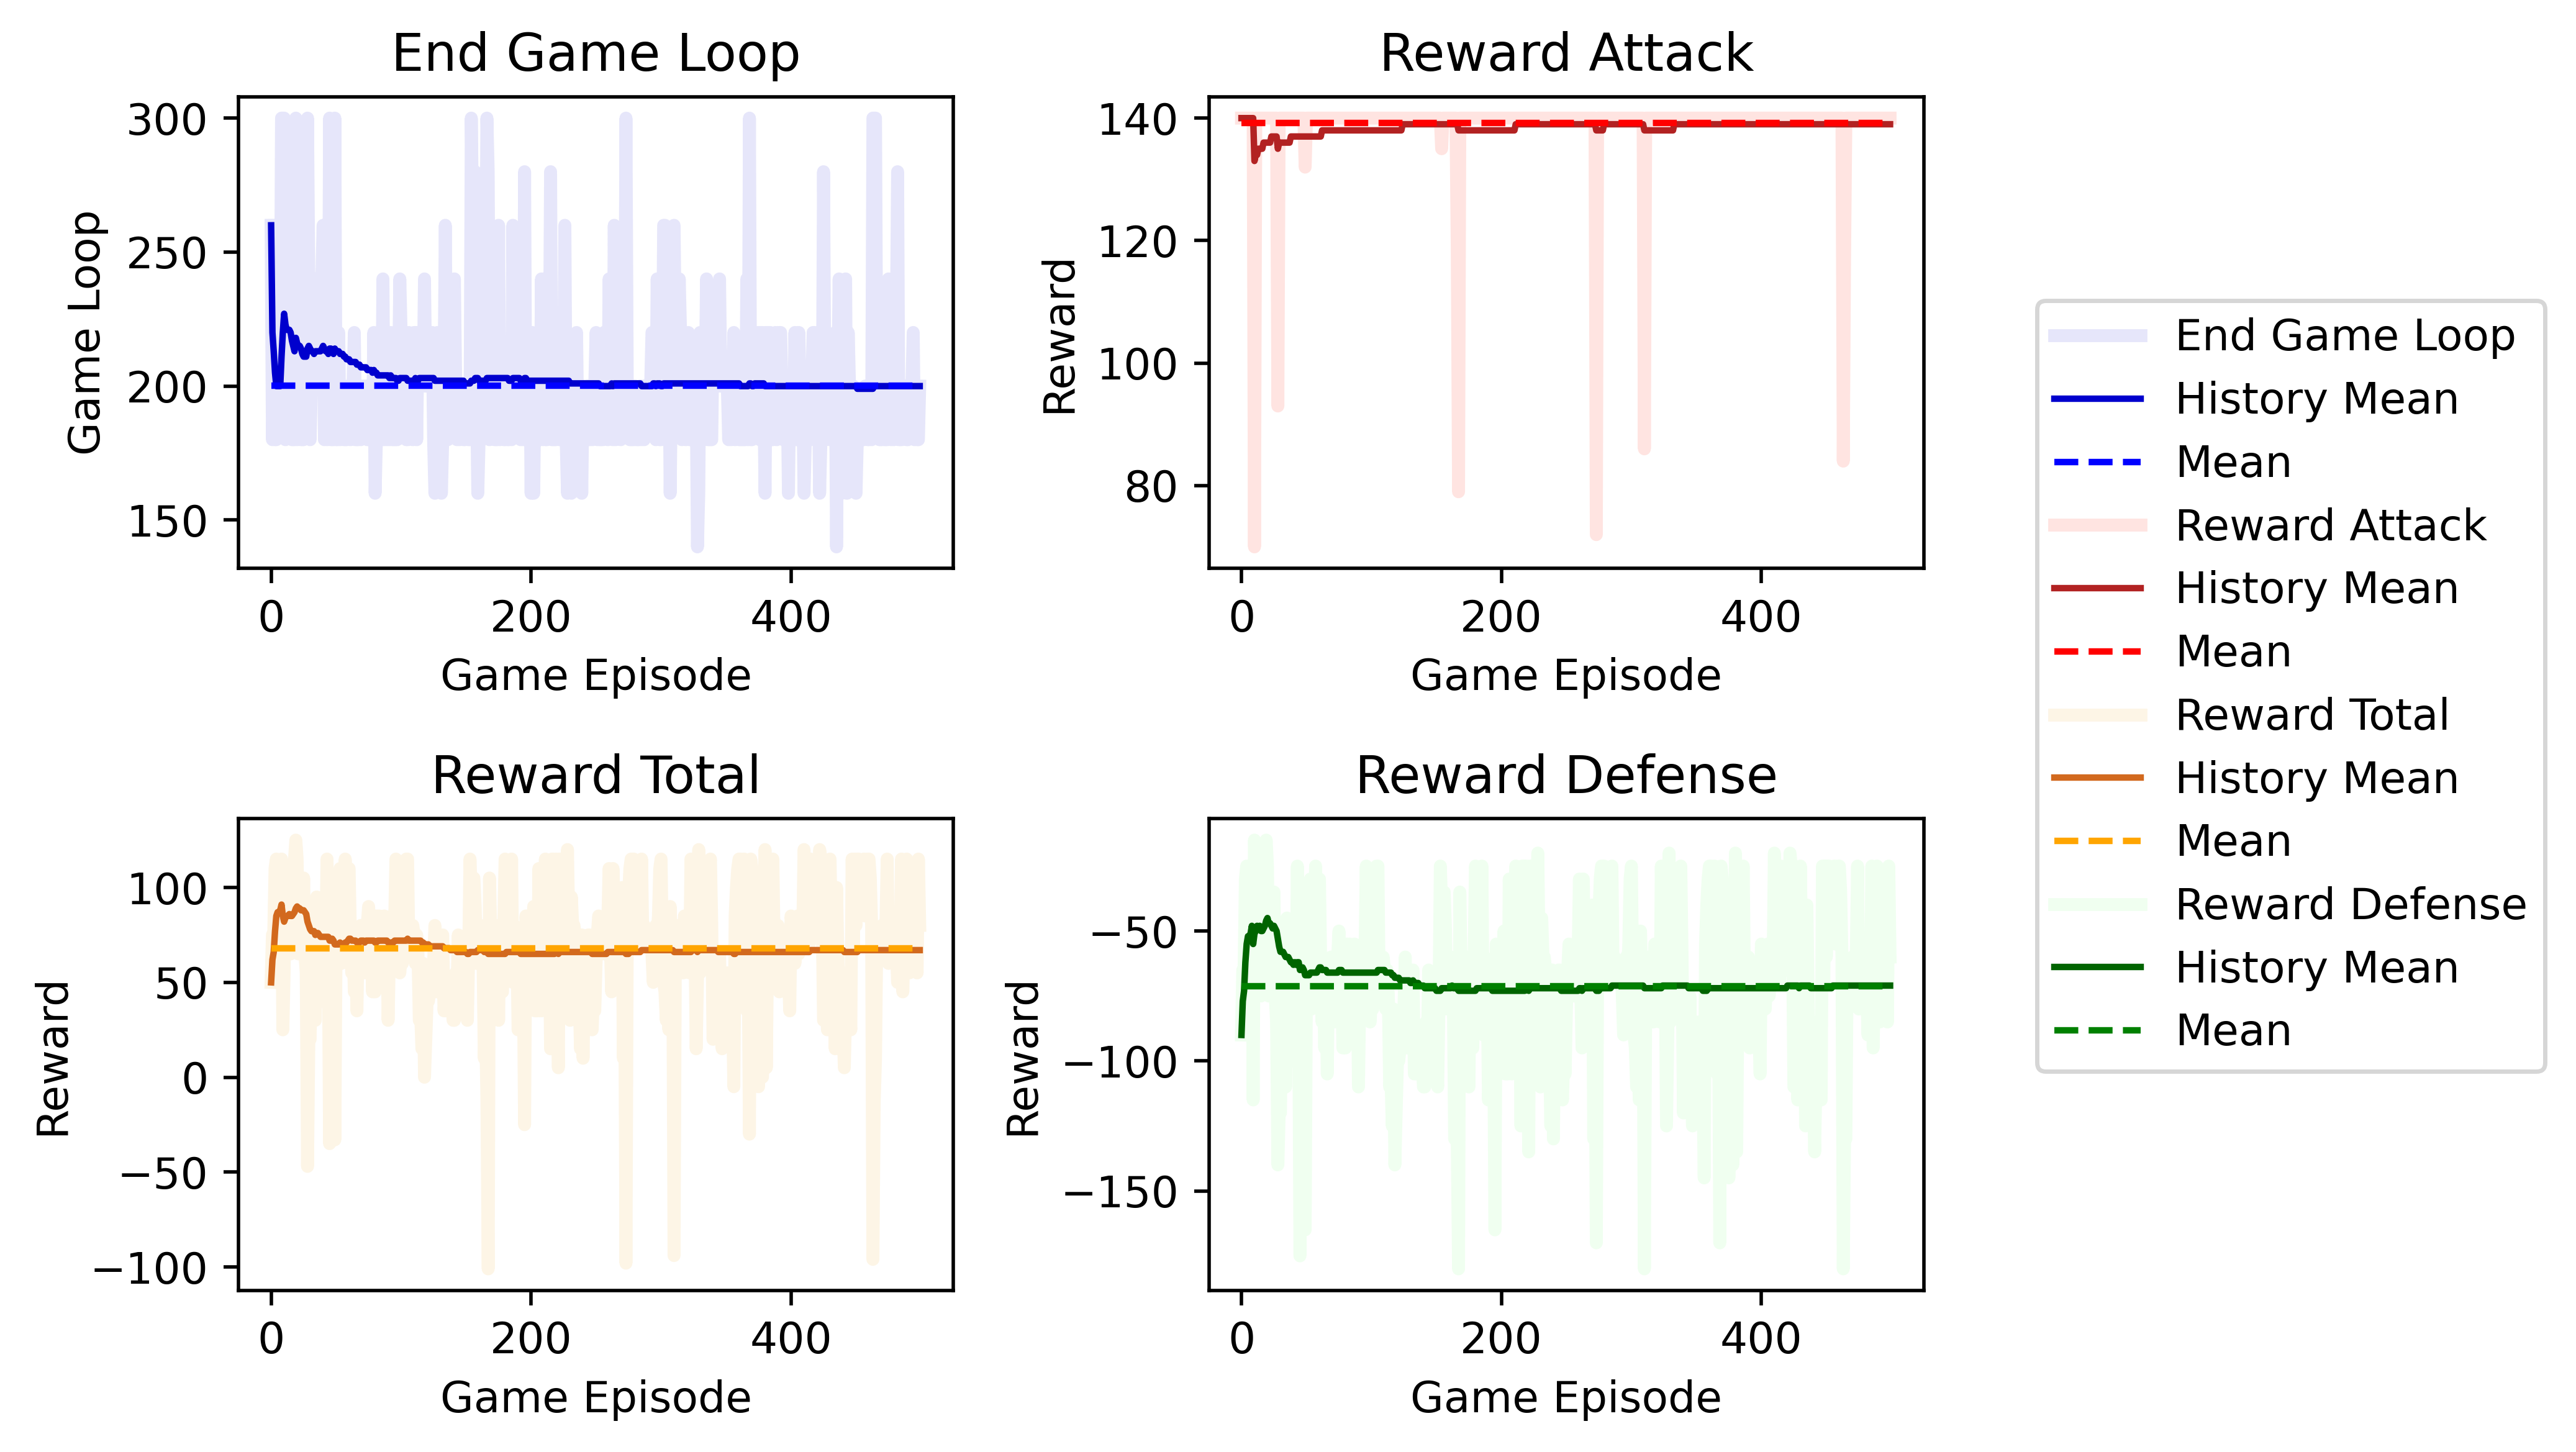 End Game Loop
300
250
200
150
Game Loop
0
200
400
Game Episode
Reward Attack
140
120
100
80
Reward
0
200
400
Game Episode
Reward Total
100
50
0
−50
−100
Reward
0
200
400
Game Episode
Reward Defense
−50
−100
−150
Reward
0
200
400
Game Episode
End Game Loop
History Mean
Mean
Reward Attack
History Mean
Mean
Reward Total
History Mean
Mean
Reward Defense
History Mean
Mean